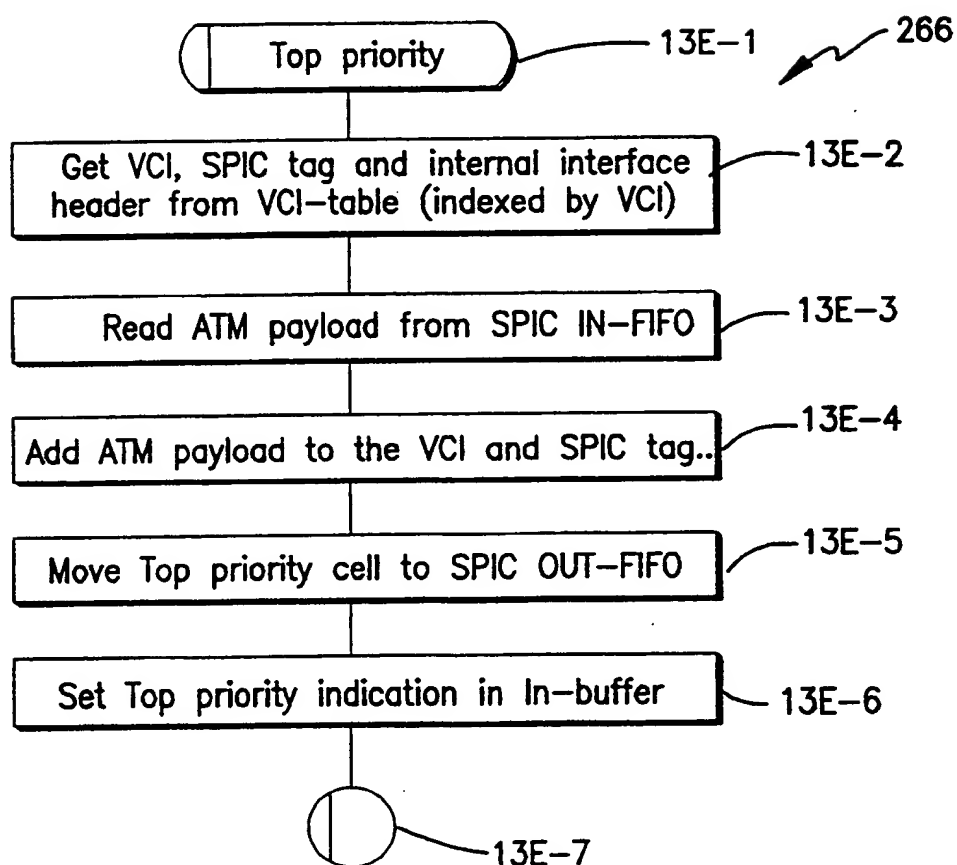 266
Top priority
13E-1
Get VCI, SPIC tag and internal interface
header from VCI-table (indexed by VCI)
13E-2
Read ATM payload from SPIC IN-FIFO
13E-3
Add ATM payload to the VCI and SPIC tag..
13E-4
Move Top priority cell to SPIC OUT-FIFO
13E-5
Set Top priority indication in In-buffer
13E-6
13E-7